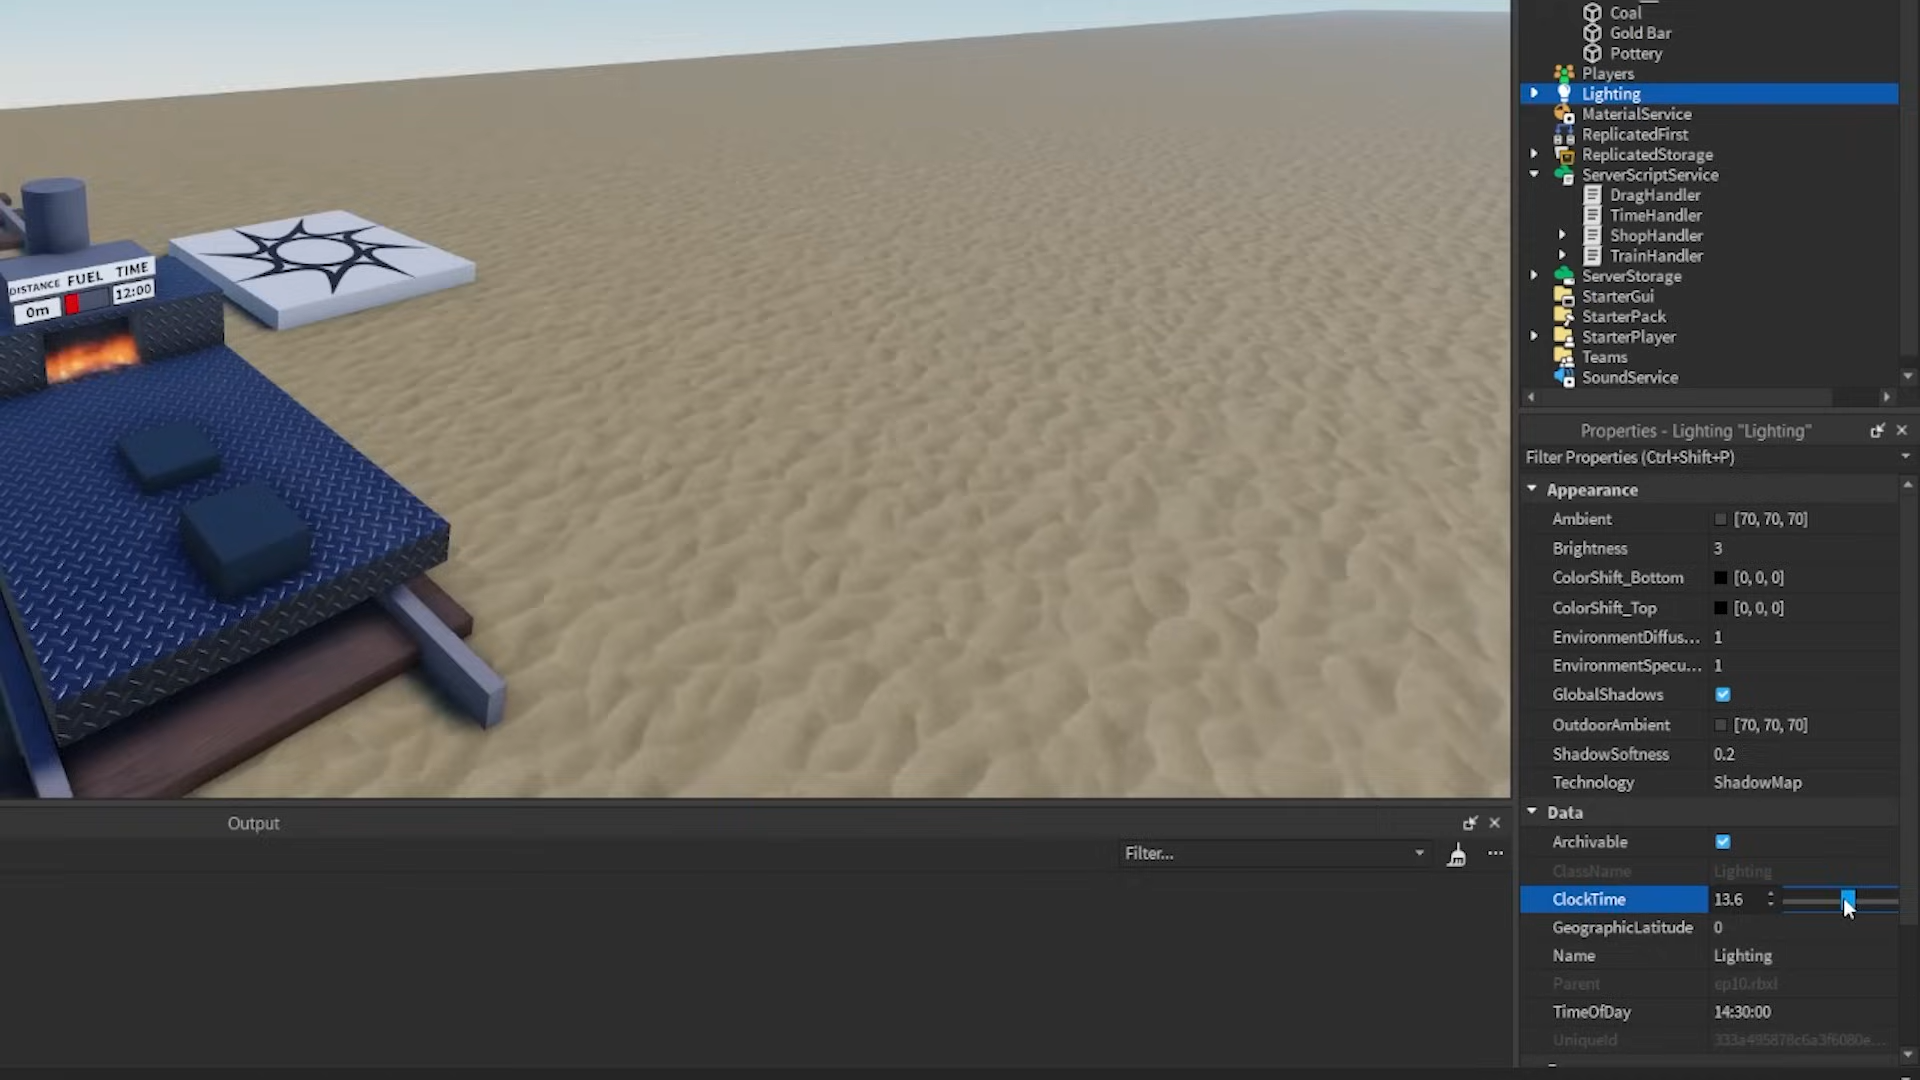 Coal
Gold Bar
Pottery
Players
Lighting
MaterialService
ReplicatedFirst
ReplicatedStorage
ServerScriptService
DragHandler
TimeHandler
ShopHandler
TrainHandler
ServerStorage
StarterGui
StarterPack
StarterPlayer
Teams
SoundService
DISTANCE FUEL TIME
0m 12:00
Properties - Lighting "Lighting"
Filter Properties (Ctrl+Shift+P)
Appearance
Ambient [70, 70, 70]
Brightness 3
ColorShift_Bottom [0, 0, 0]
ColorShift_Top [0, 0, 0]
EnvironmentDiffus... 1
EnvironmentSpecu... 1
GlobalShadows
OutdoorAmbient [70, 70, 70]
ShadowSoftness 0.2
Technology ShadowMap
Data
Archivable
ClassName Lighting
ClockTime 13.6
GeographicLatitude 0
Name Lighting
Parent ep10.rbxl
TimeOfDay 14:30:00
UniqueId 333a495878c6a3f6080e...
Output
Filter...